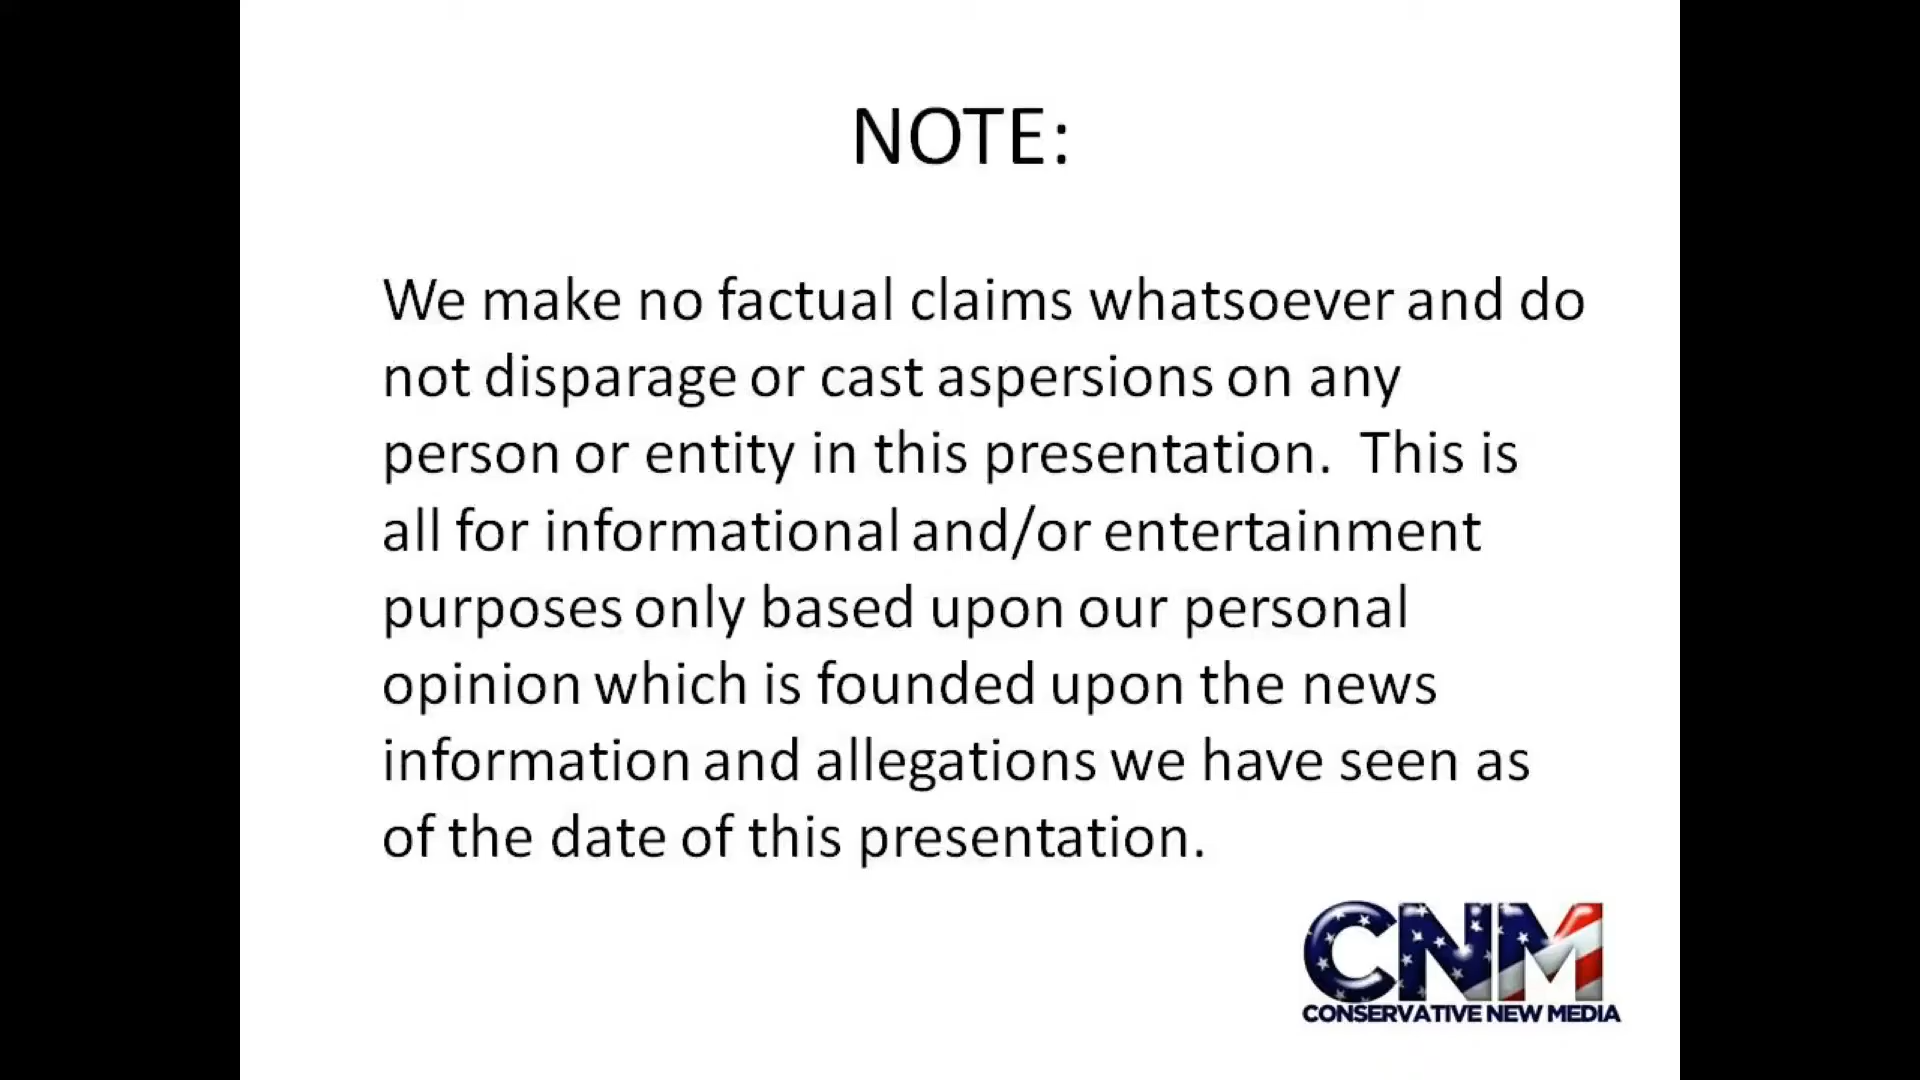 NOTE:
We make no factual claims whatsoever and do
not disparage or cast aspersions on any
person or entity in this presentation.  This is
all for informational and/or entertainment
purposes only based upon our personal
opinion which is founded upon the news
information and allegations we have seen as
of the date of this presentation.
CNM
CONSERVATIVE NEW MEDIA